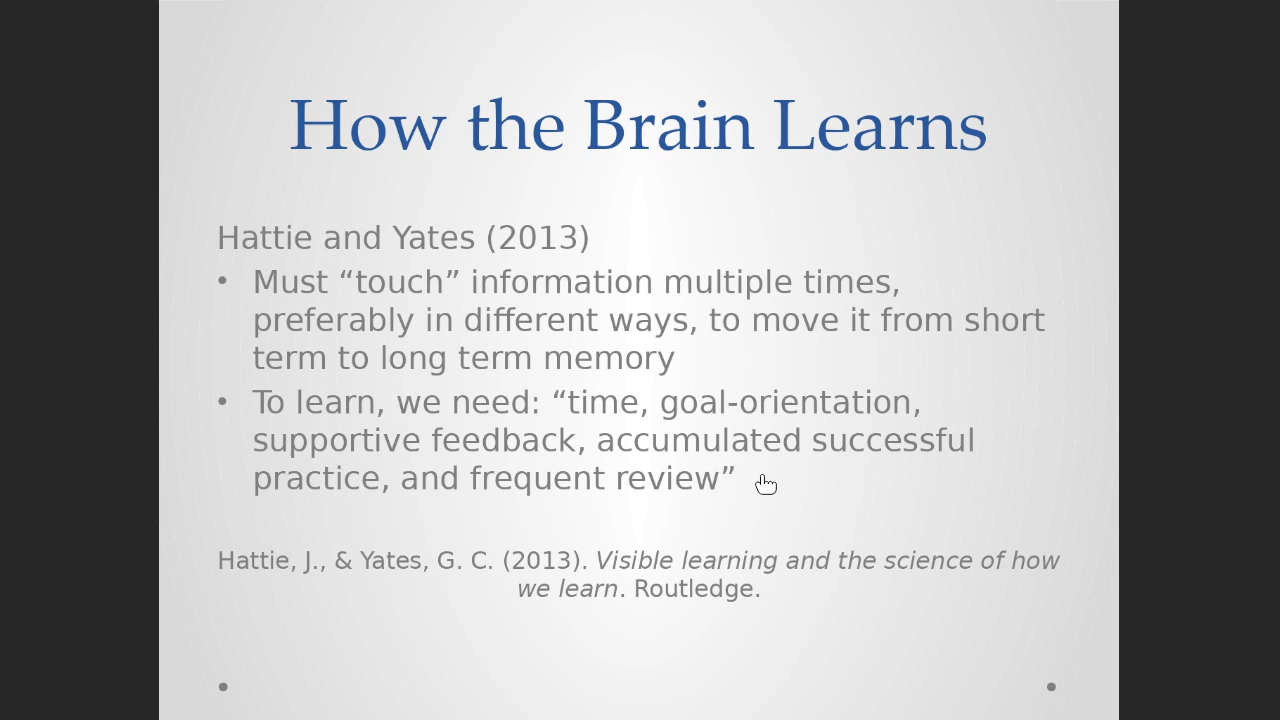 How the Brain Learns
Hattie and Yates (2013)
• Must “touch” information multiple times,
preferably in different ways, to move it from short
term to long term memory
• To learn, we need: “time, goal-orientation,
supportive feedback, accumulated successful
practice, and frequent review”
Hattie, J., & Yates, G. C. (2013). Visible learning and the science of how
we learn. Routledge.